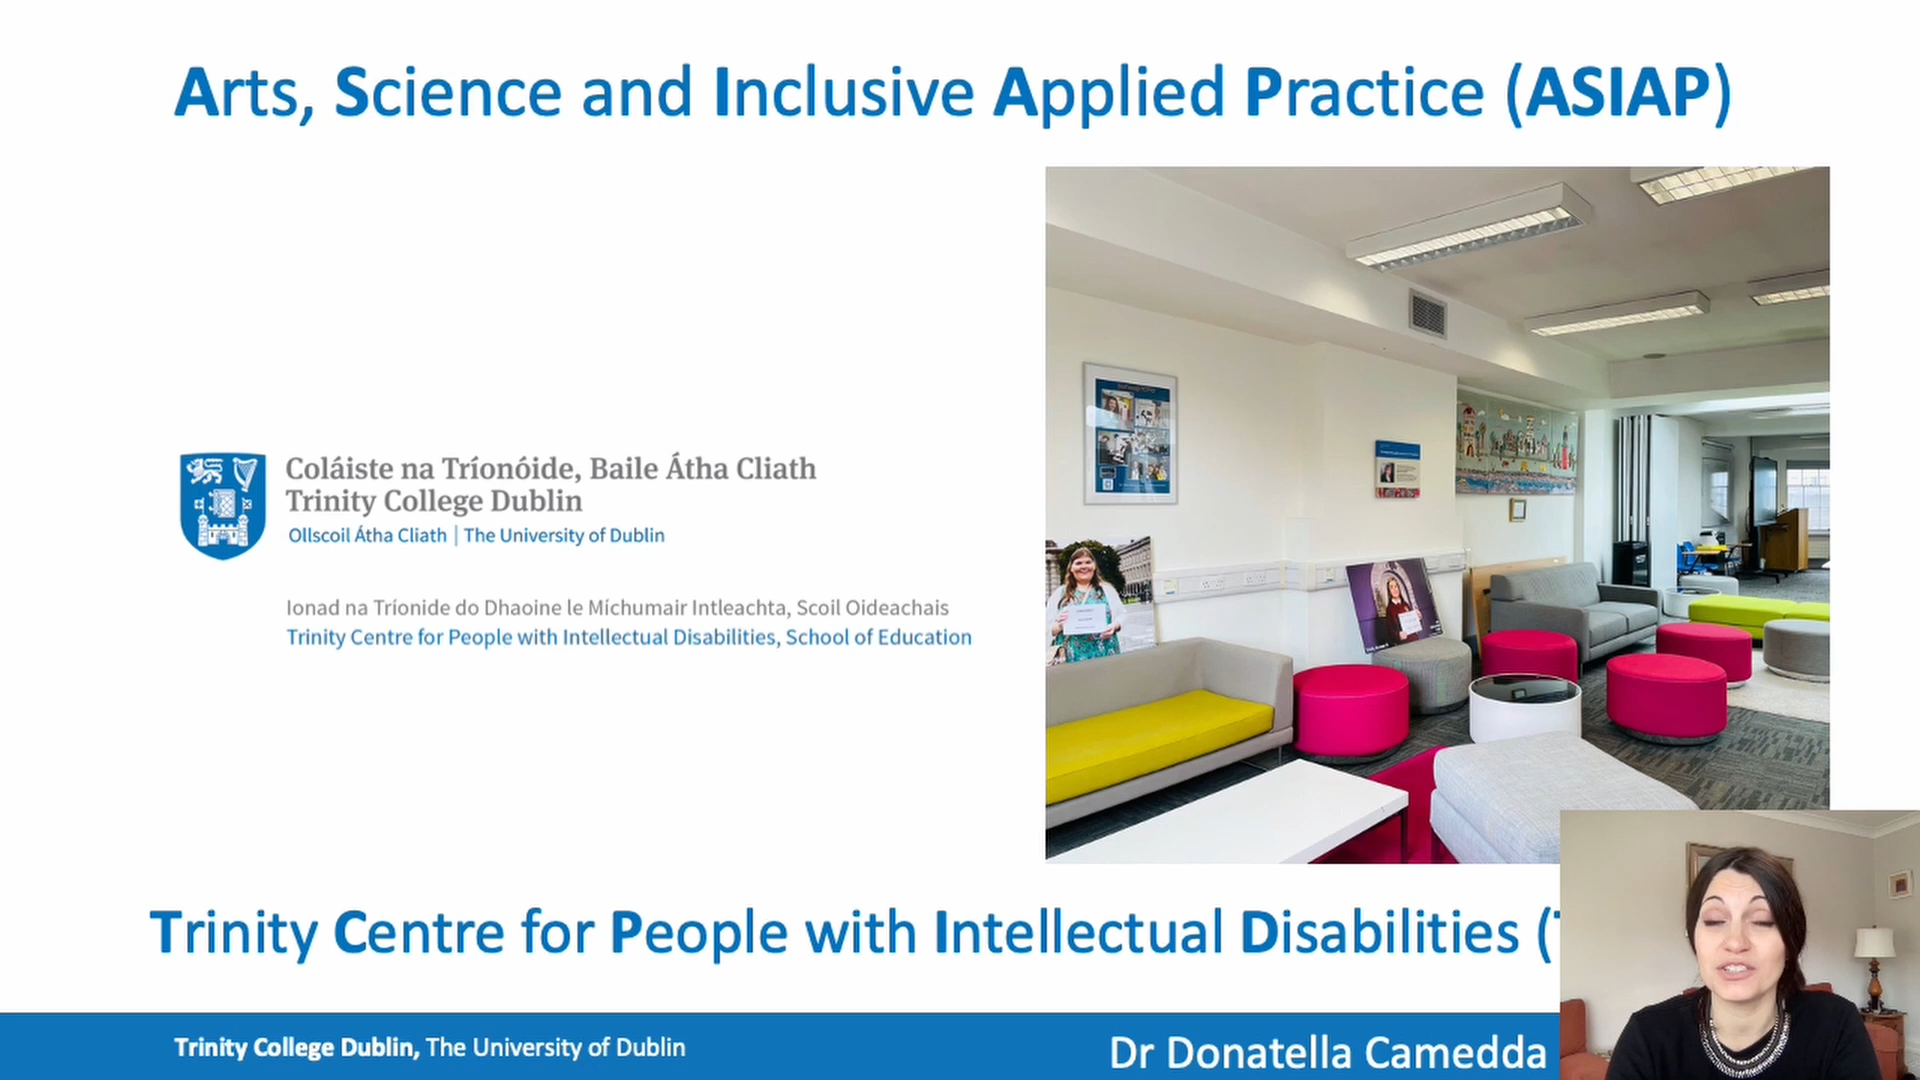 Arts, Science and Inclusive Applied Practice (ASIAP)
Coláiste na Tríonóide, Baile Átha Cliath
Trinity College Dublin
Ollscoil Átha Cliath | The University of Dublin
Ionad na Tríonide do Dhaoine le Míchumair Intleachta, Scoil Oideachais
Trinity Centre for People with Intellectual Disabilities, School of Education
Trinity Centre for People with Intellectual Disabilities (
Trinity College Dublin, The University of Dublin
Dr Donatella Camedda